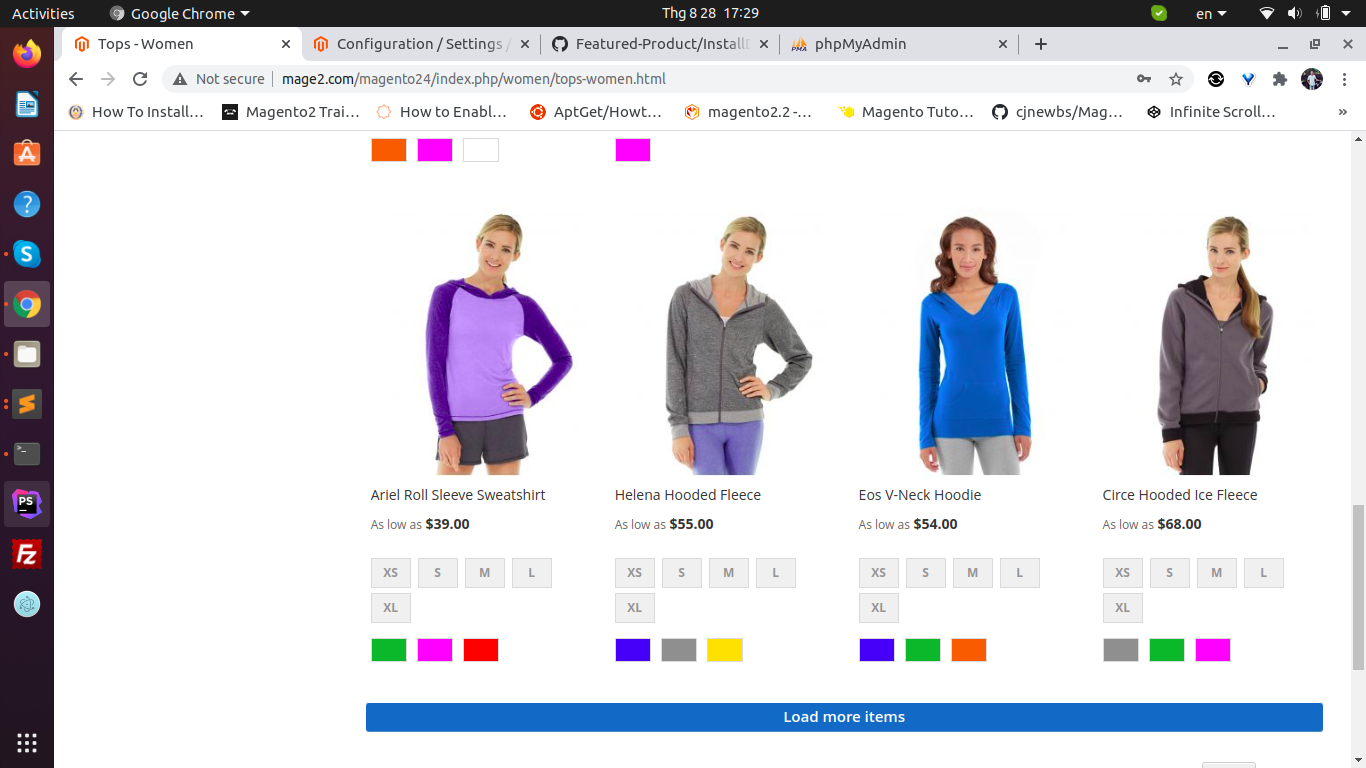 Activities Google Chrome Thg 8 28 17:29 en
Tops - Women Configuration / Settings / Featured-Product/Install phpMyAdmin
Not secure mage2.com/magento24/index.php/women/tops-women.html
How To Install… Magento2 Trai… How to Enabl… AptGet/Howt… magento2.2 -… Magento Tuto… cjnewbs/Mag… Infinite Scroll… »
Ariel Roll Sleeve Sweatshirt Helena Hooded Fleece Eos V-Neck Hoodie Circe Hooded Ice Fleece
As low as $39.00 As low as $55.00 As low as $54.00 As low as $68.00
XS S M L XS S M L XS S M L XS S M L
XL XL XL XL
PS
Fz
Load more items